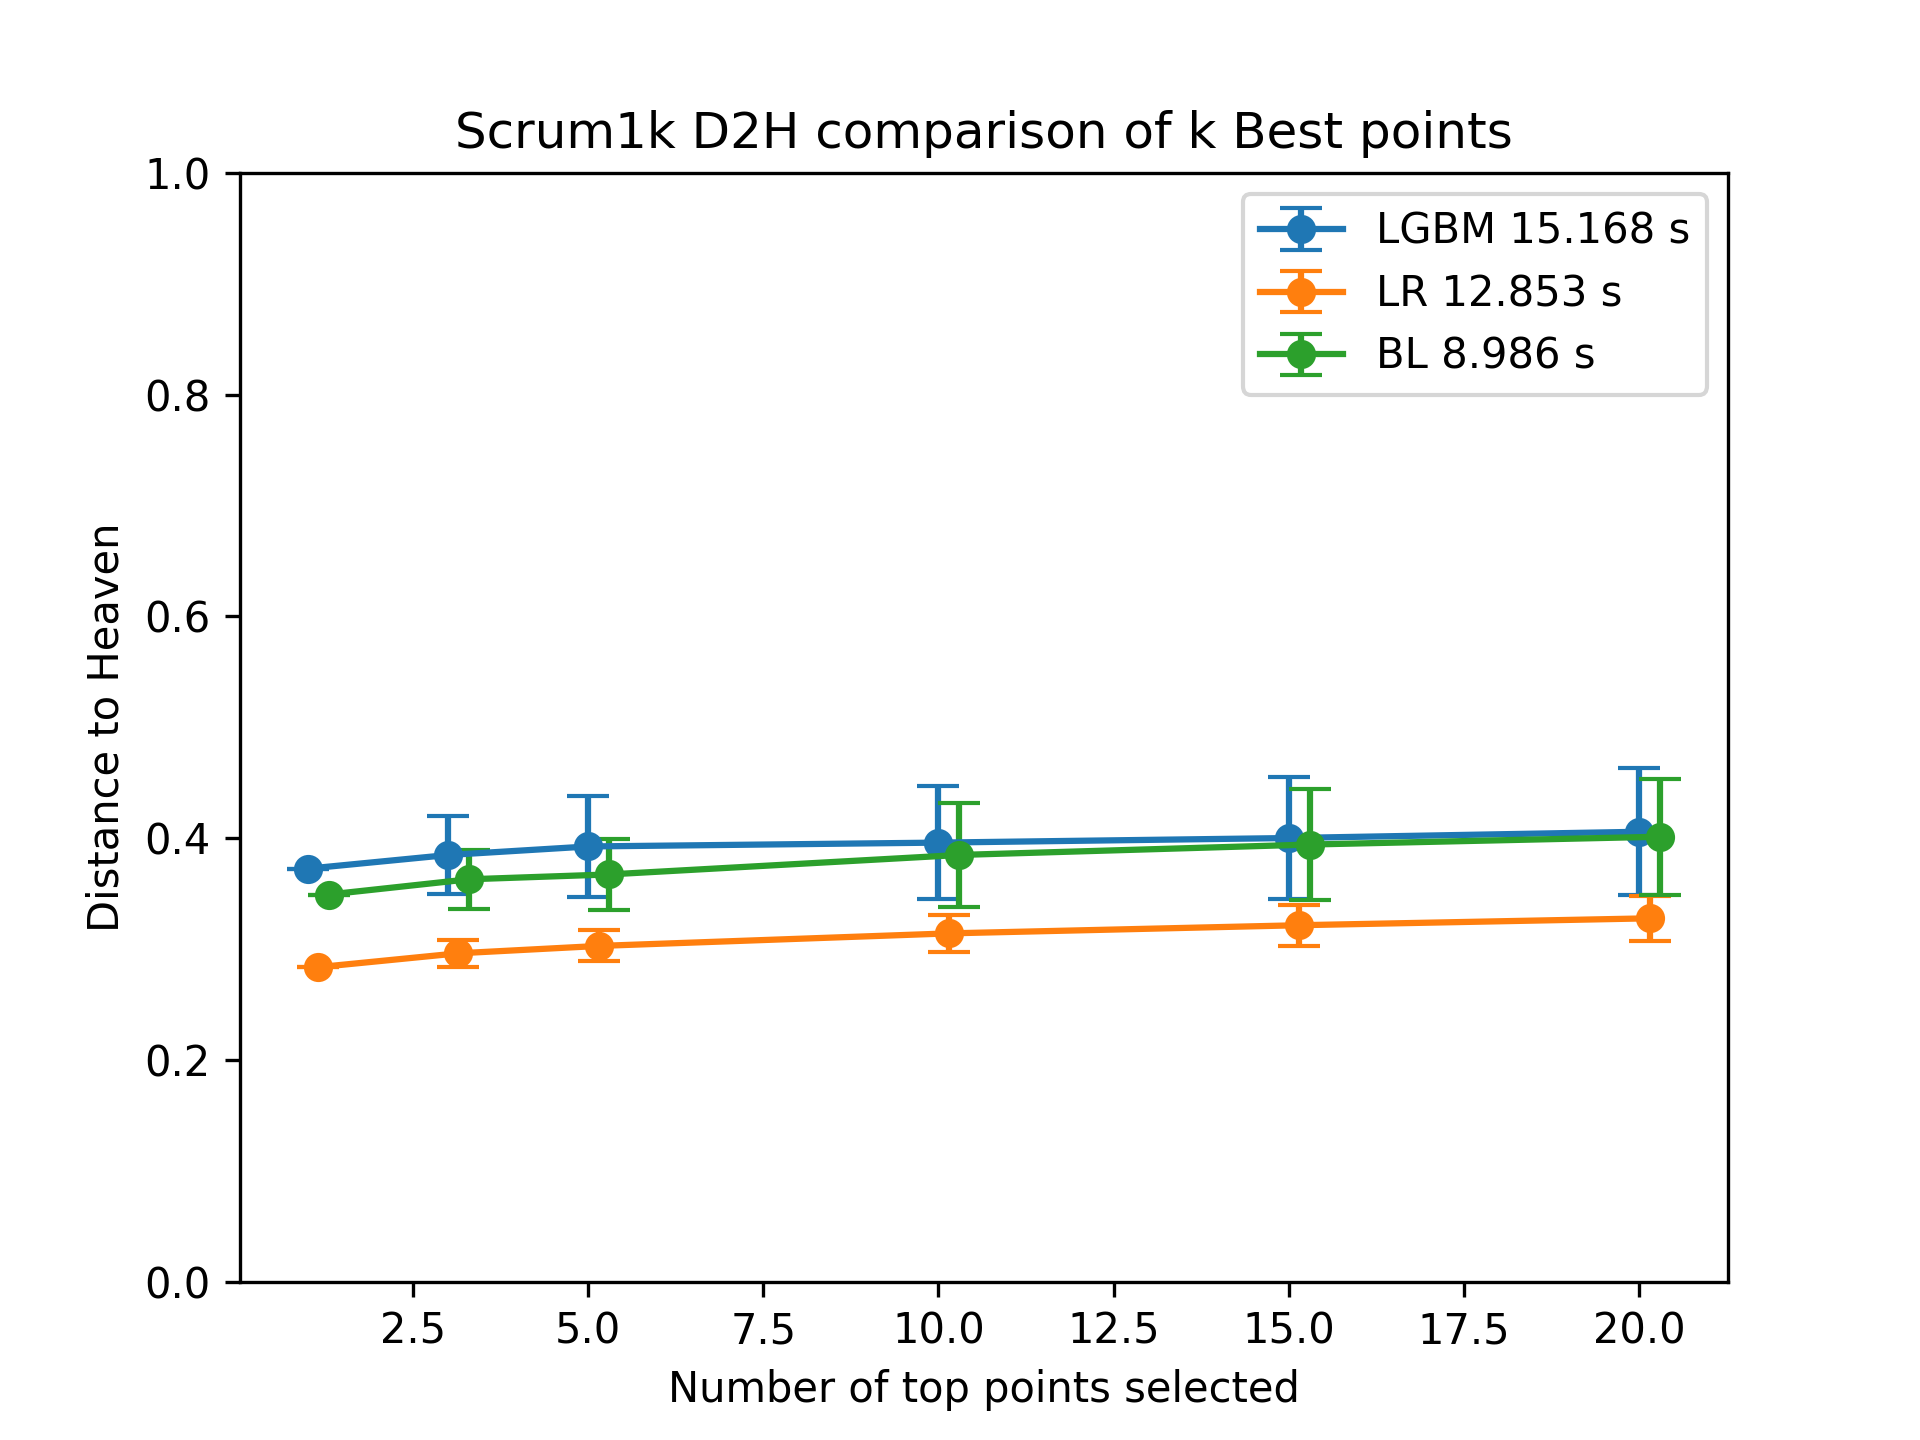 Scrum1k D2H comparison of k Best points
1.0
0.8
0.6
0.4
0.2
0.0
Distance to Heaven
LGBM 15.168 s
LR 12.853 s
BL 8.986 s
2.5 5.0 7.5 10.0 12.5 15.0 17.5 20.0
Number of top points selected